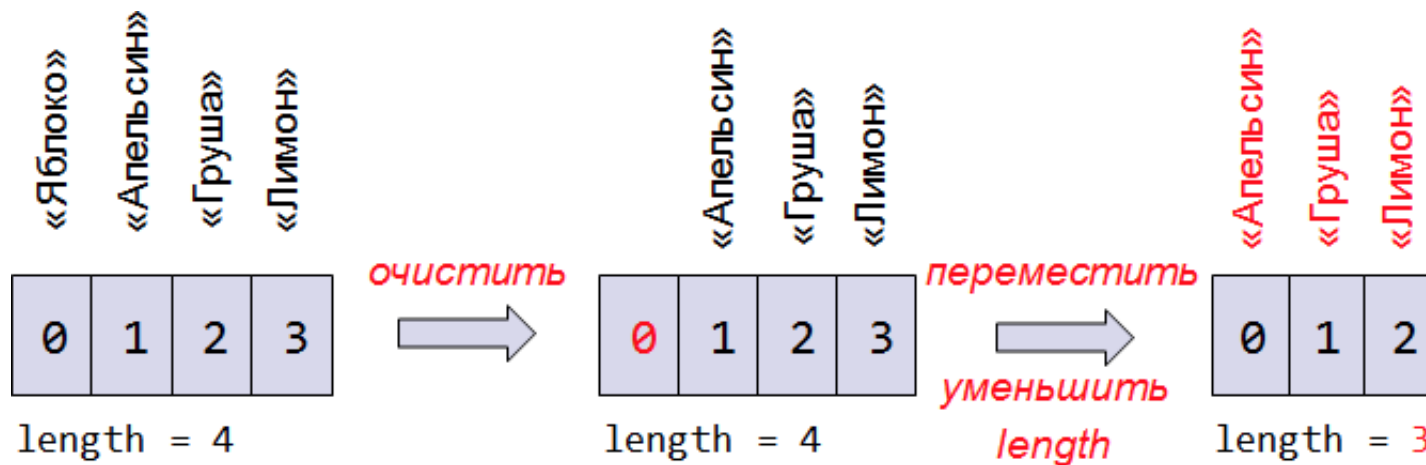 «Яблоко»
«Апельсин»
«Груша»
«Лимон»
0 1 2 3
length = 4
очистить
«Апельсин»
«Груша»
«Лимон»
0 1 2 3
length = 4
переместить
уменьшить
length
«Апельсин»
«Груша»
«Лимон»
0 1 2
length = 3